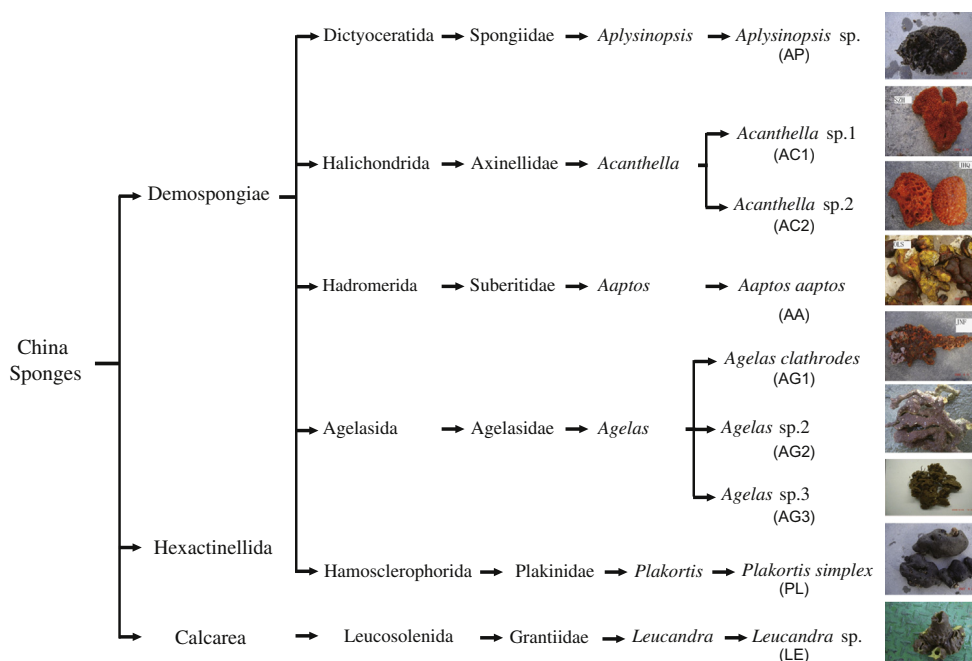 Dictyoceratida Spongiidae Aplysinopsis Aplysinopsis sp.
(AP)
Acanthella sp.1
(AC1)
Halichondrida Axinellidae Acanthella
Demospongiae
Acanthella sp.2
(AC2)
Hadromerida Suberitidae Aaptos Aaptos aaptos
(AA)
China
Sponges
Agelas clathrodes
(AG1)
Agelasida Agelasidae Agelas Agelas sp.2
(AG2)
Agelas sp.3
(AG3)
Hexactinellida
Hamosclerophorida Plakinidae Plakortis Plakortis simplex
(PL)
Calcarea Leucosolenida Grantiidae Leucandra Leucandra sp.
(LE)